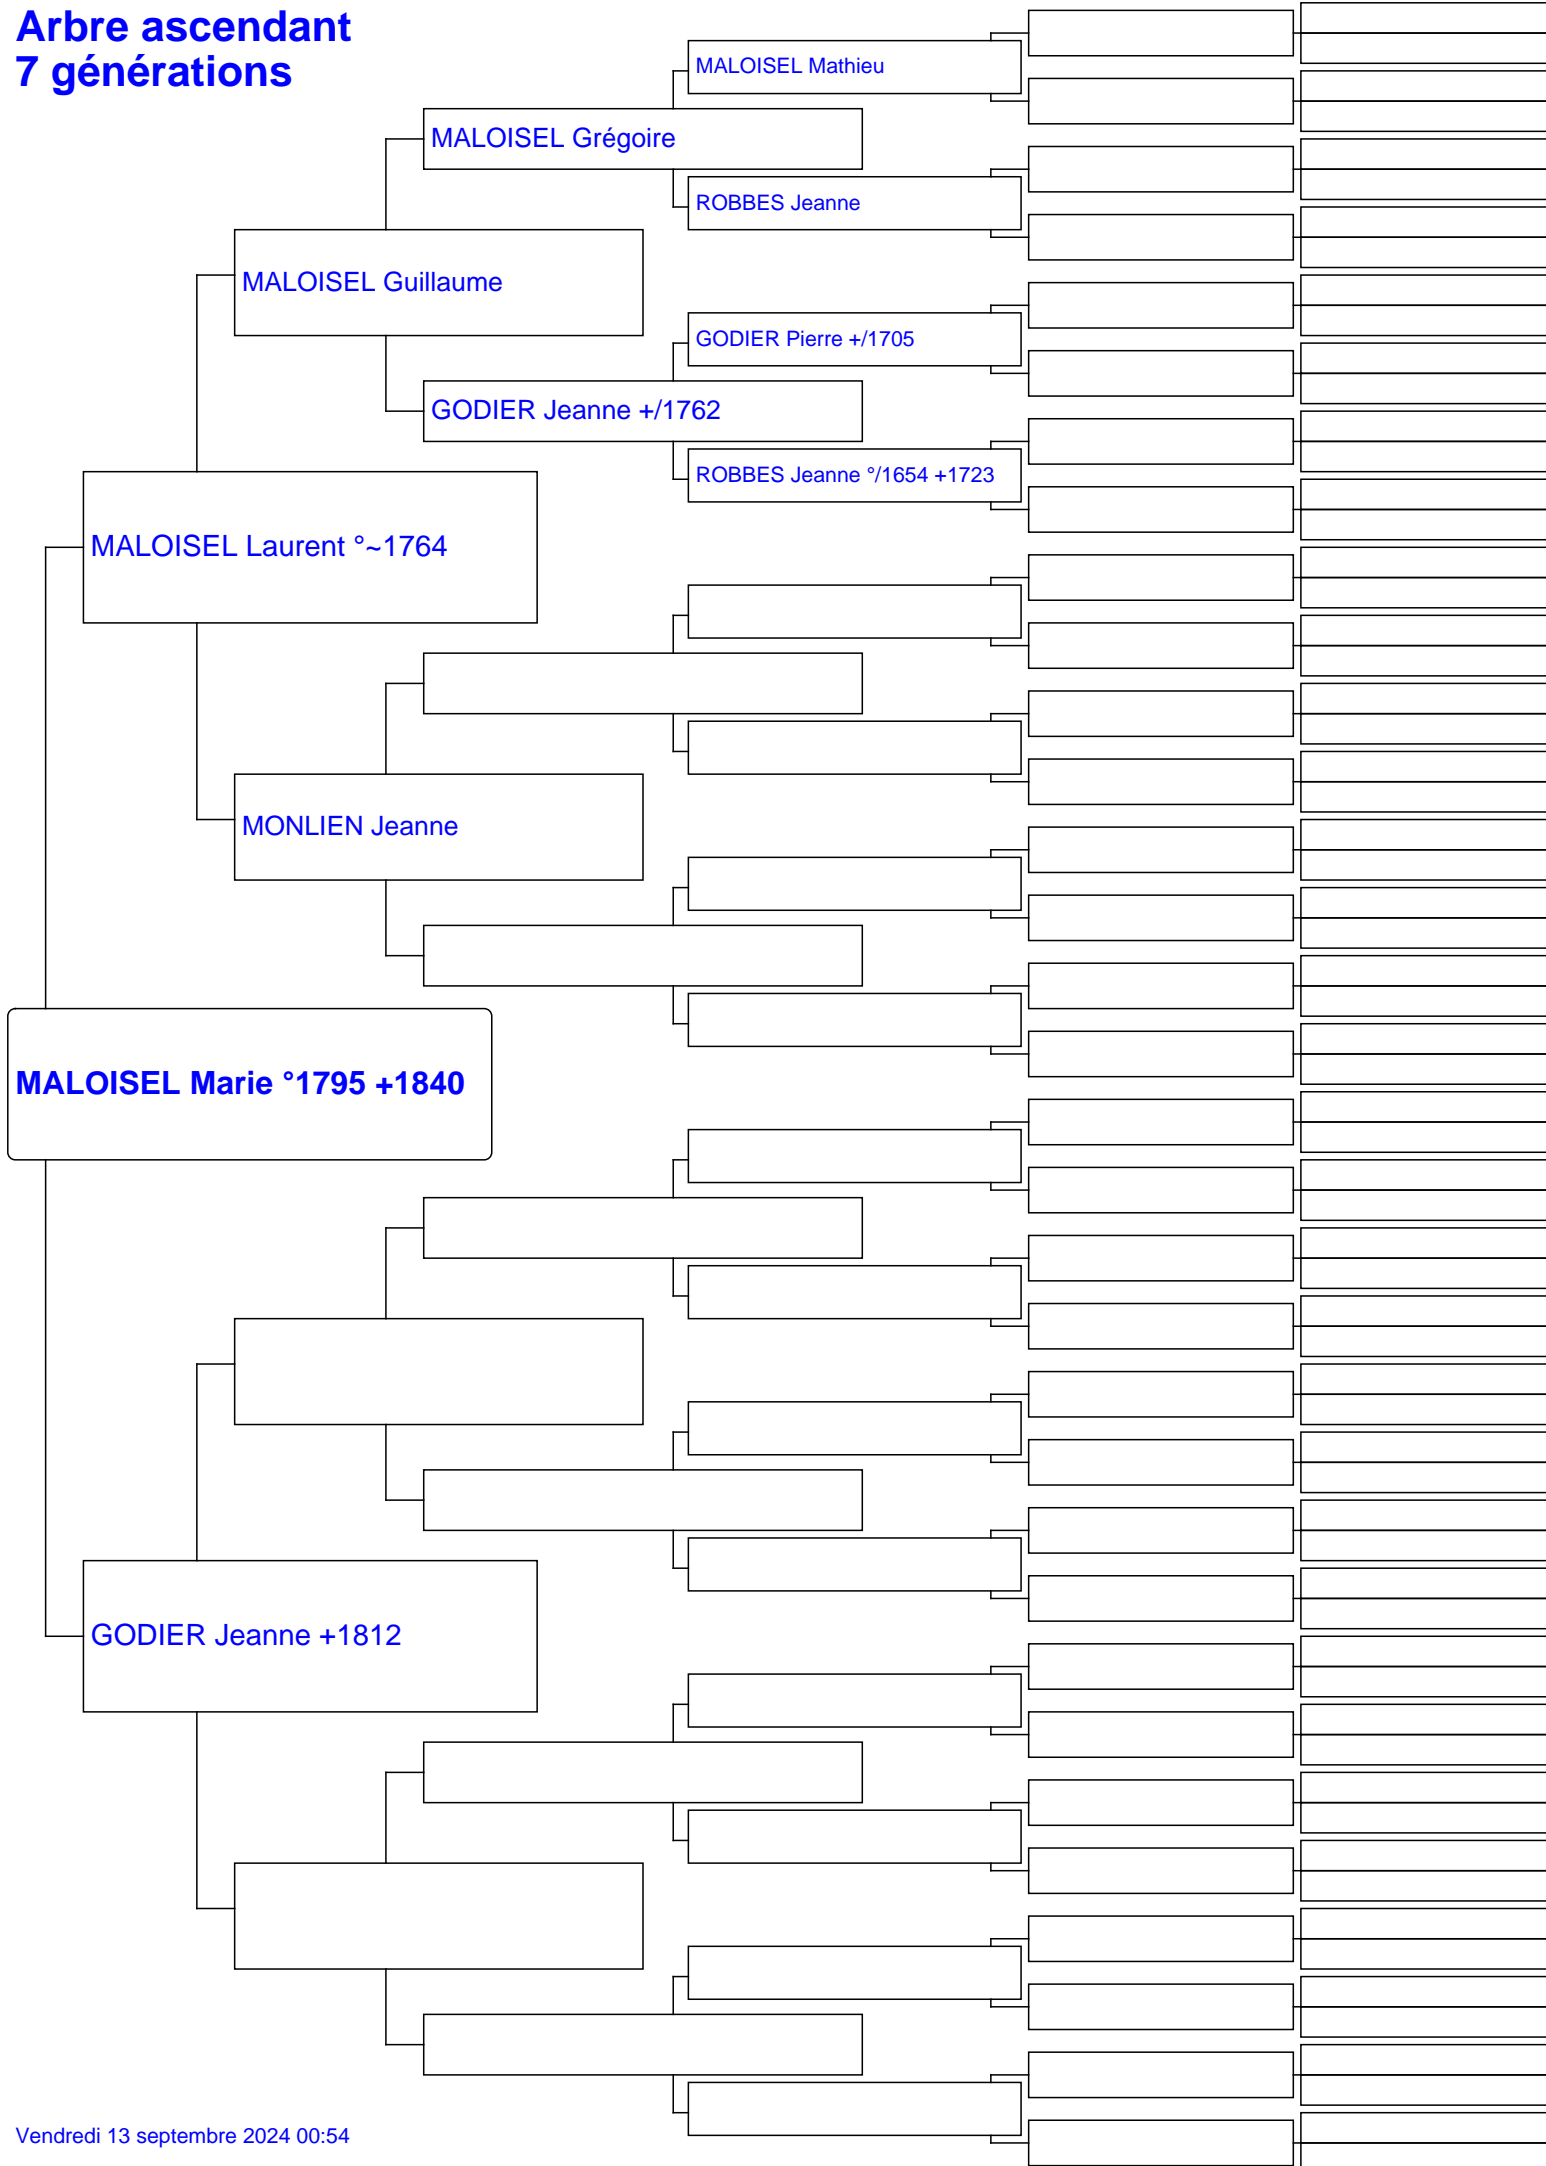 Arbre ascendant
7 générations
MALOISEL Mathieu
MALOISEL Grégoire
ROBBES Jeanne
MALOISEL Guillaume
GODIER Pierre +/1705
GODIER Jeanne +/1762
ROBBES Jeanne °/1654 +1723
MALOISEL Laurent °~1764
MONLIEN Jeanne
MALOISEL Marie °1795 +1840
GODIER Jeanne +1812
Vendredi 13 septembre 2024 00:54